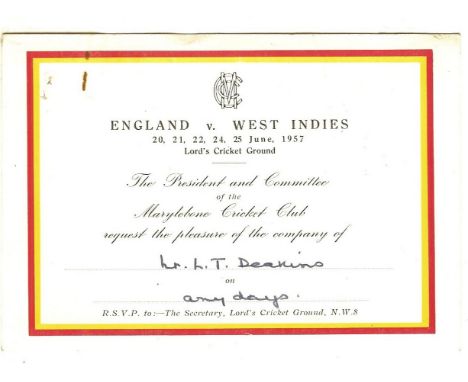 MCC
ENGLAND v. WEST INDIES
20, 21, 22, 24, 25 June, 1957
Lord's Cricket Ground
The President and Committee
of the
Marylebone Cricket Club
request the pleasure of the company of
Mr. L. T. Deakins
on
any days.
R.S.V.P. to:—The Secretary, Lord's Cricket Ground, N.W.8